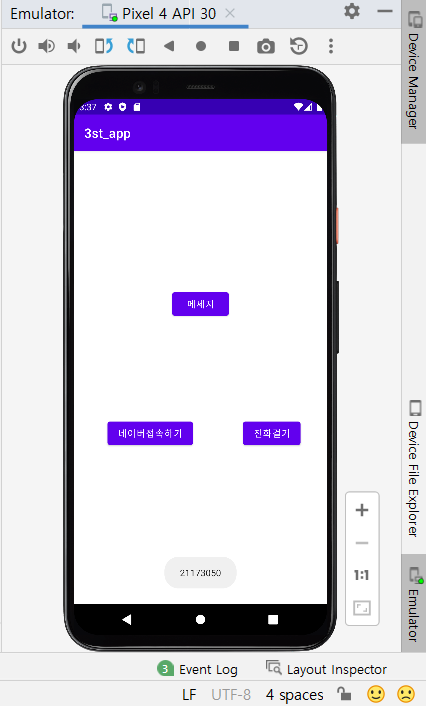 Emulator: Pixel 4 API 30
Device Manager
3:37
3st_app
메세지
네이버접속하기 전화걸기
21173050
1:1
Device File Explorer
Emulator
3 Event Log Layout Inspector
LF UTF-8 4 spaces